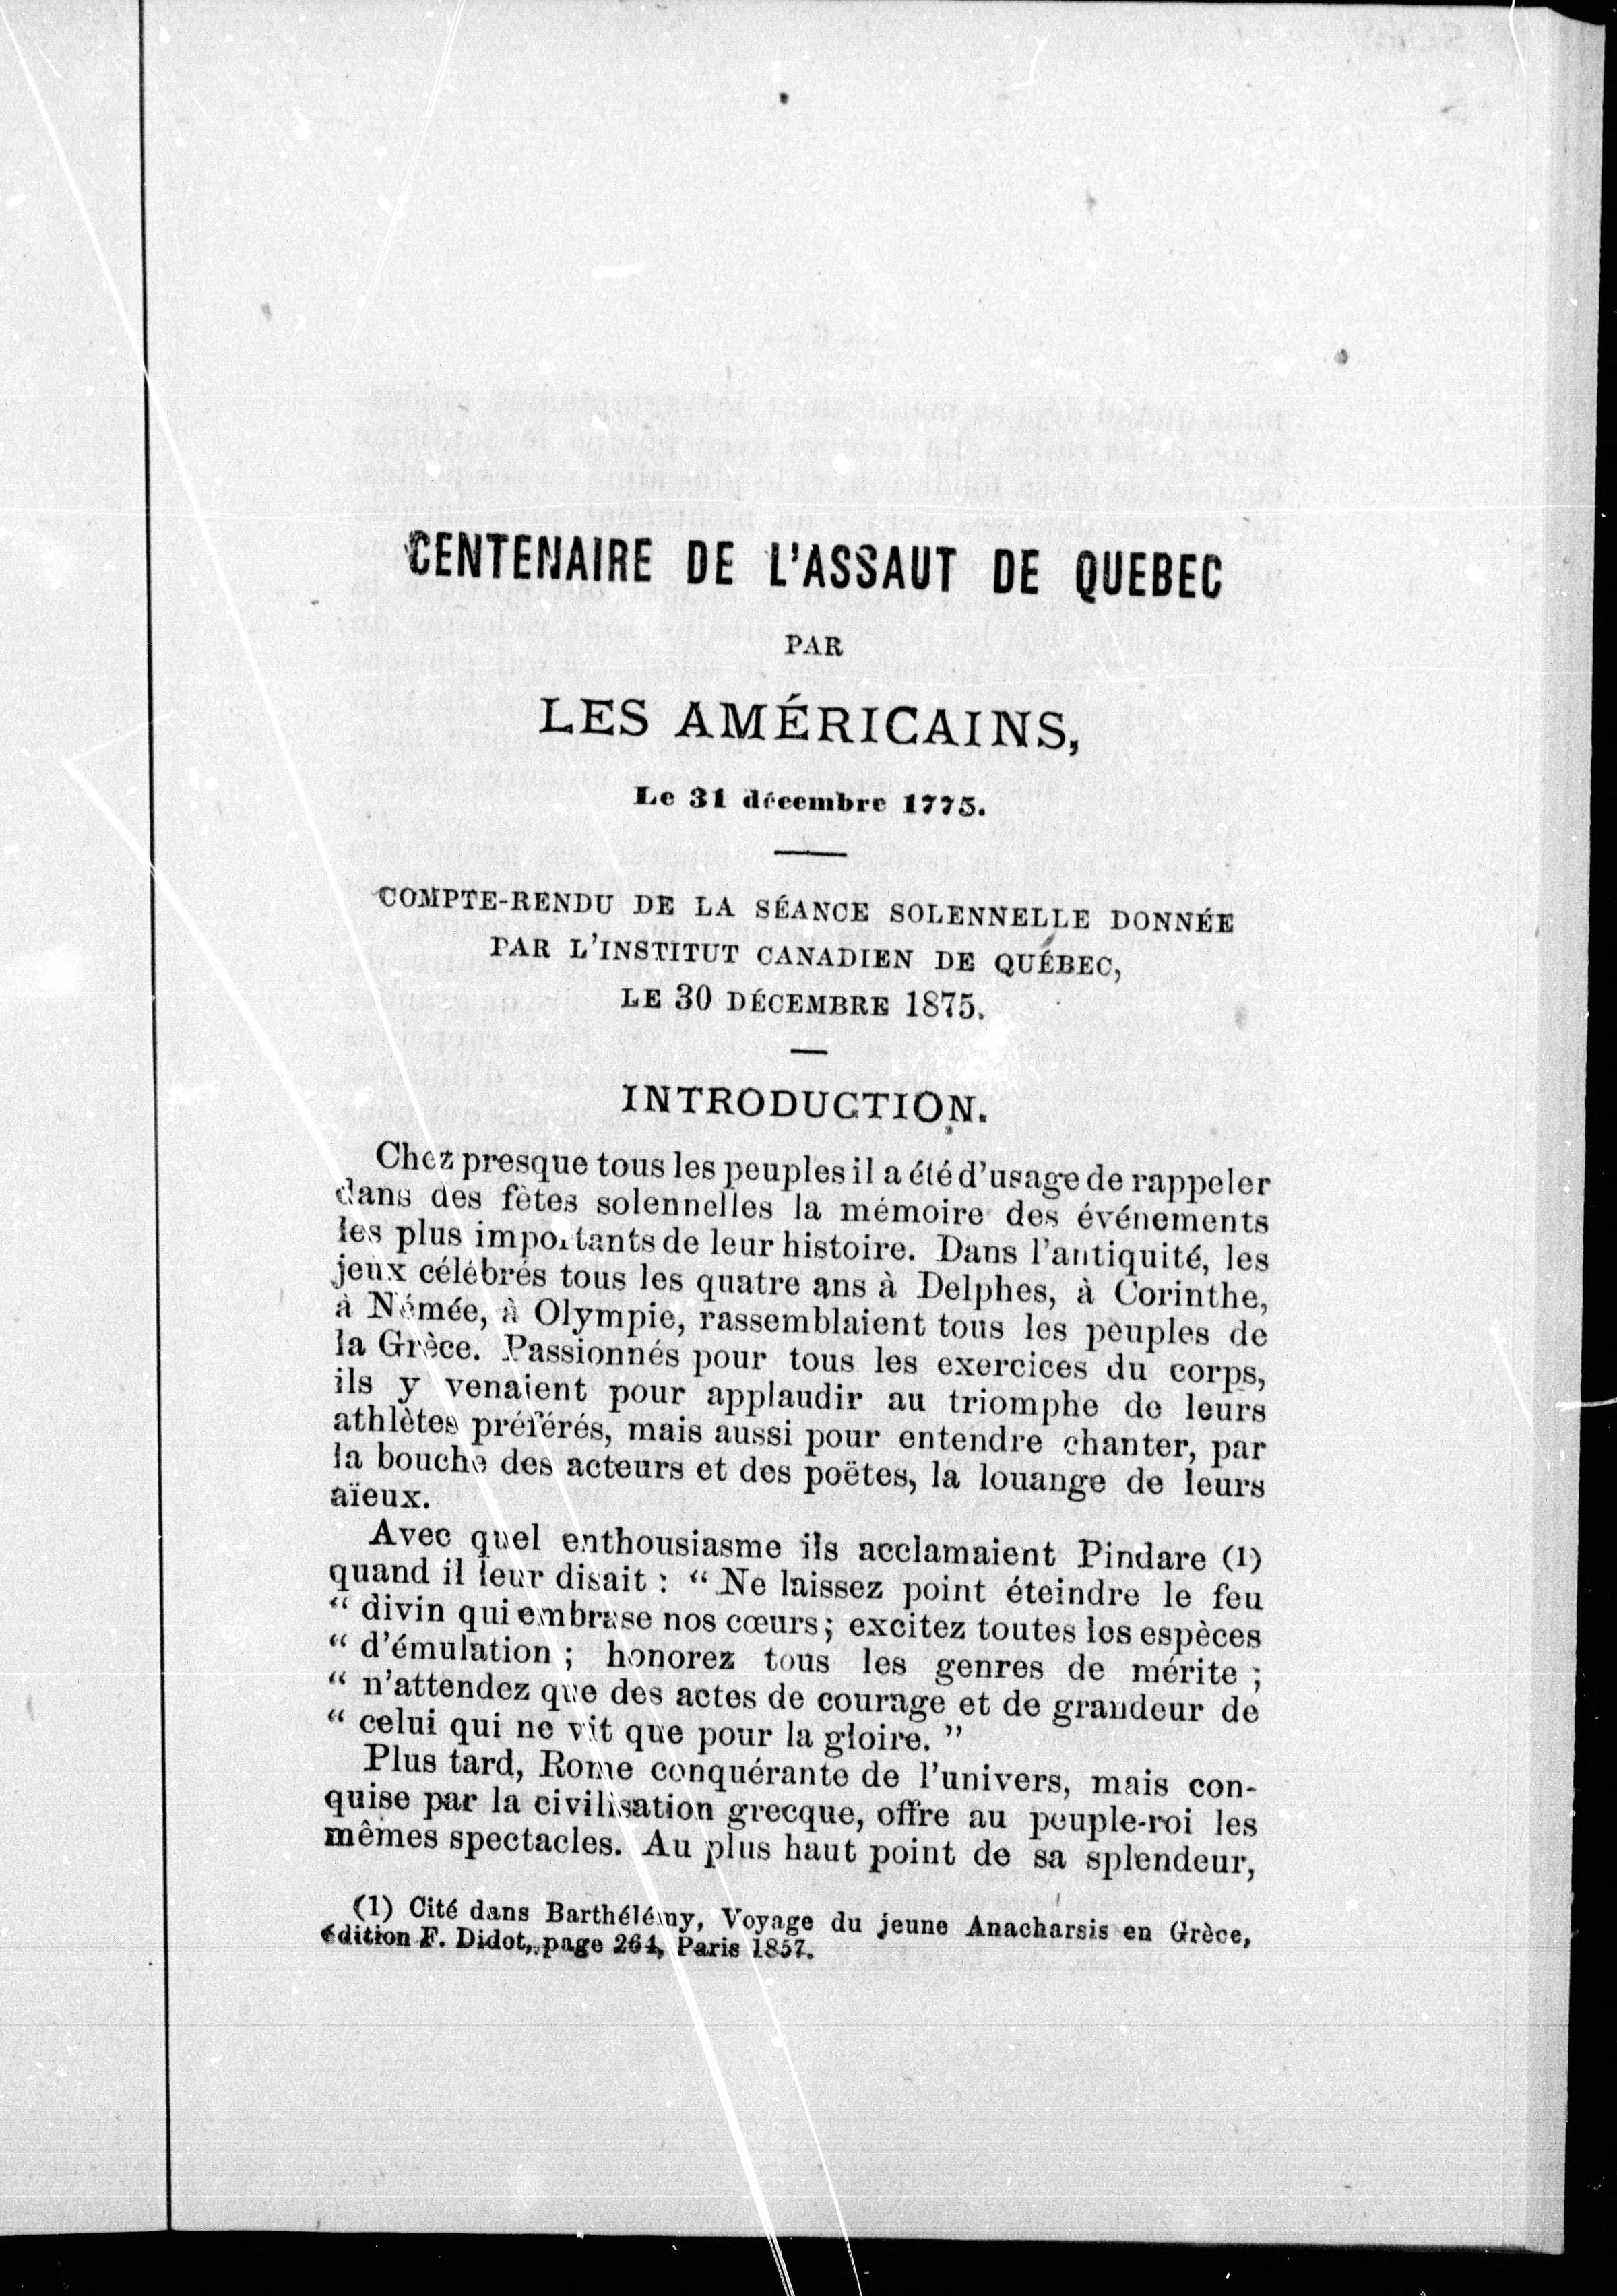 CENTENAIRE DE L'ASSAUT DE QUEBEC
PAR
LES AMÉRICAINS,
Le 31 décembre 1775.
COMPTE-RENDU DE LA SÉANCE SOLENNELLE DONNÉE
PAR L'INSTITUT CANADIEN DE QUÉBEC,
LE 30 DÉCEMBRE 1875.
INTRODUCTION.
Chez presque tous les peuples il a été d'usage de rappeler
dans des fêtes solennelles la mémoire des événements
les plus importants de leur histoire. Dans l'antiquité, les
jeux célébrés tous les quatre ans à Delphes, à Corinthe,
à Némée, à Olympie, rassemblaient tous les peuples de
la Grèce. Passionnés pour tous les exercices du corps,
ils y venaient pour applaudir au triomphe de leurs
athlètes préférés, mais aussi pour entendre chanter, par
la bouche des acteurs et des poëtes, la louange de leurs
aïeux.
Avec quel enthousiasme ils acclamaient Pindare (1)
quand il leur disait : “ Ne laissez point éteindre le feu
“ divin qui embrase nos cœurs ; excitez toutes les espèces
“ d'émulation ; honorez tous les genres de mérite ;
“ n'attendez que des actes de courage et de grandeur de
“ celui qui ne vit que pour la gloire. ”
Plus tard, Rome conquérante de l'univers, mais con-
quise par la civilisation grecque, offre au peuple-roi les
mêmes spectacles. Au plus haut point de sa splendeur,
(1) Cité dans Barthélémy, Voyage du jeune Anacharsis en Grèce,
édition F. Didot, page 264, Paris 1857.